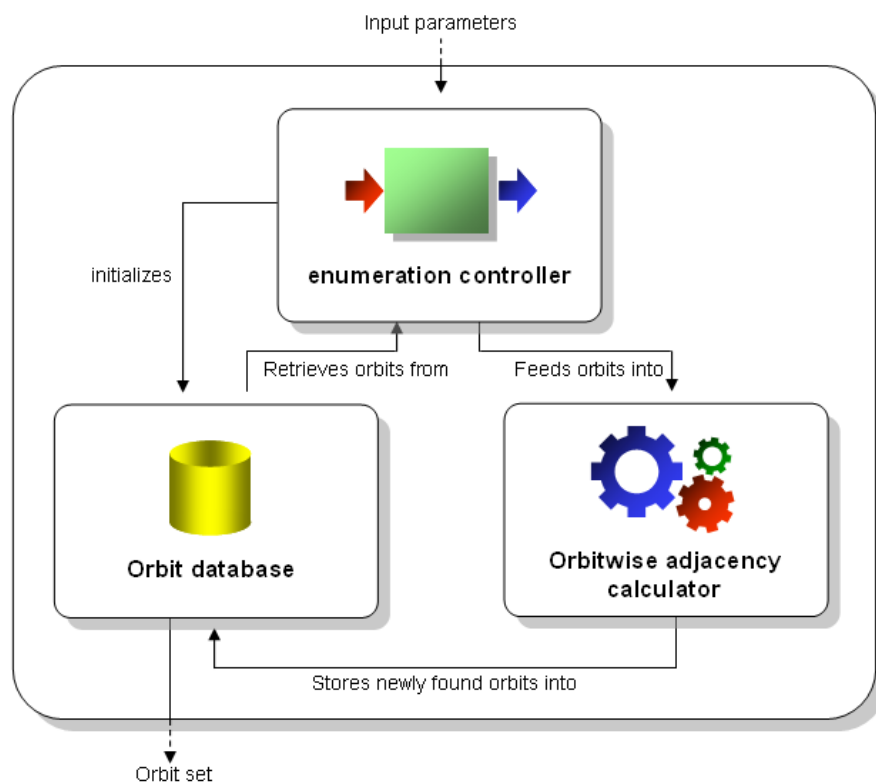 Input parameters
enumeration controller
initializes
Retrieves orbits from
Feeds orbits into
Orbit database
Orbitwise adjacency
calculator
Stores newly found orbits into
Orbit set